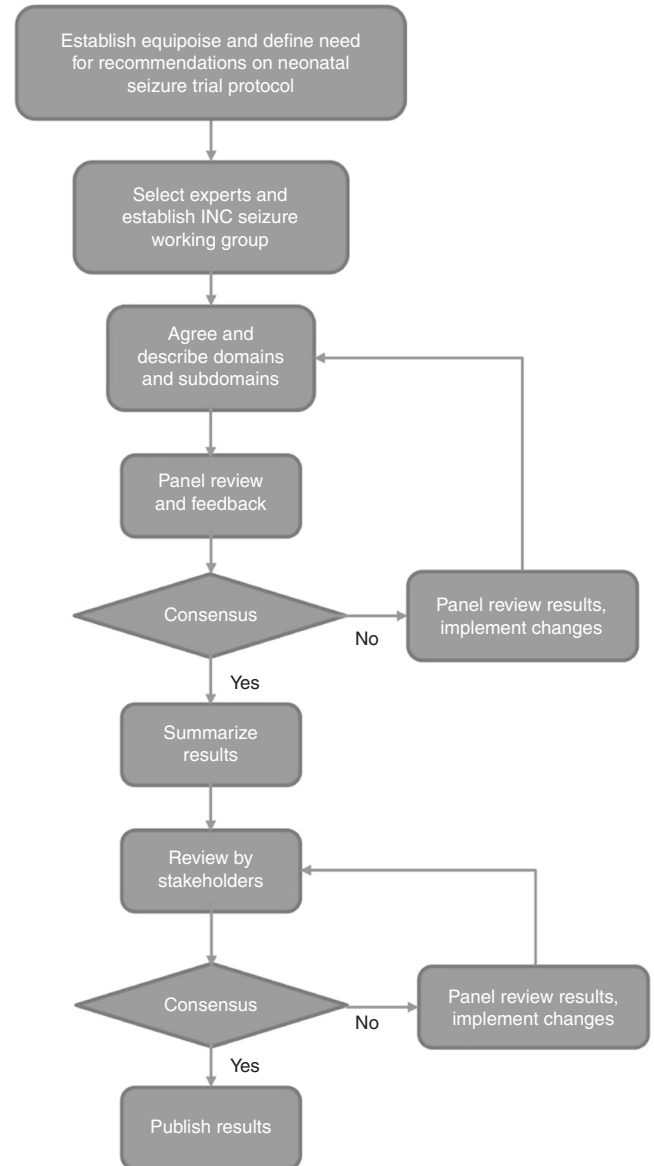 Establish equipoise and define need
for recommendations on neonatal
seizure trial protocol
Select experts and
establish INC seizure
working group
Agree and
describe domains
and subdomains
Panel review
and feedback
Consensus
No
Panel review results,
implement changes
Yes
Summarize
results
Review by
stakeholders
Consensus
No
Panel review results,
implement changes
Yes
Publish results